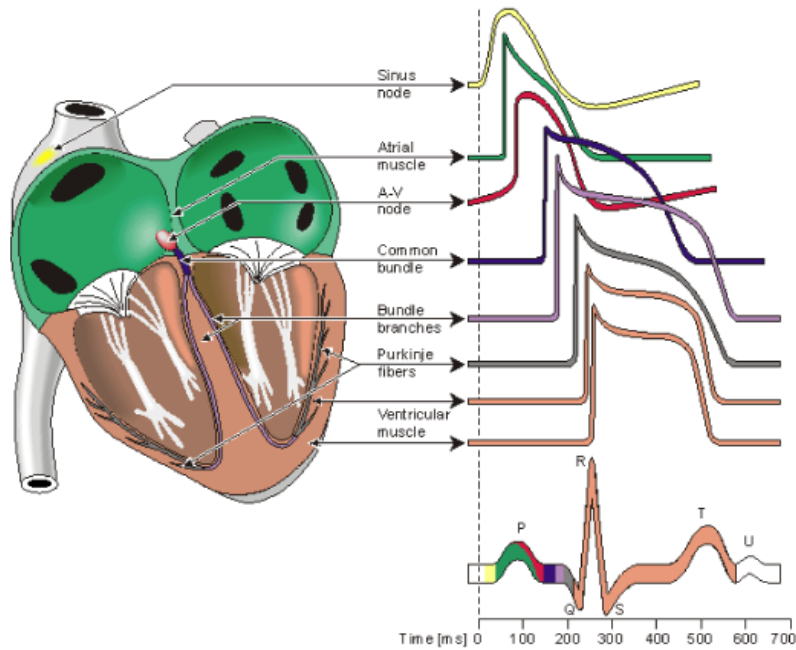 Sinus
node
Atrial
muscle
A-V
node
Common
bundle
Bundle
branches
Purkinje
fibers
Ventricular
muscle
R
P
T
U
Q
S
Time [ms]
0 100 200 300 400 500 600 700